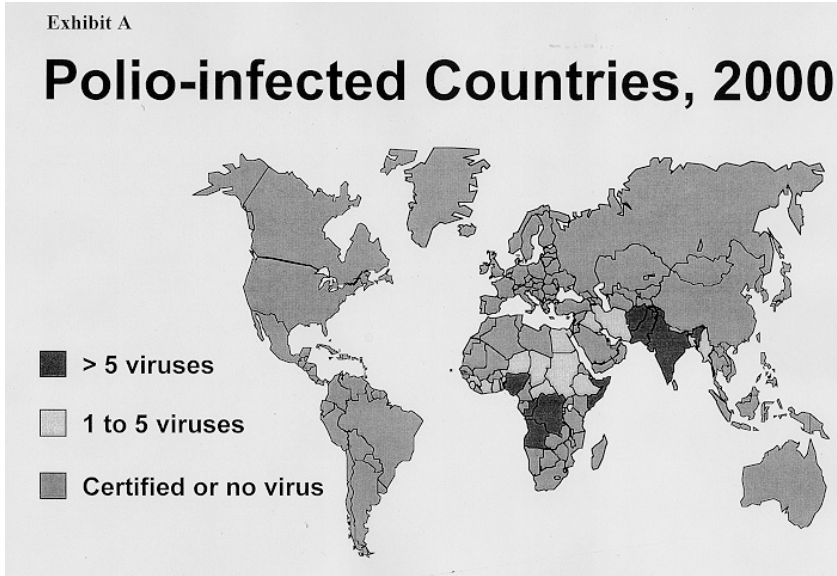 Exhibit A
Polio-infected Countries, 2000
> 5 viruses
1 to 5 viruses
Certified or no virus